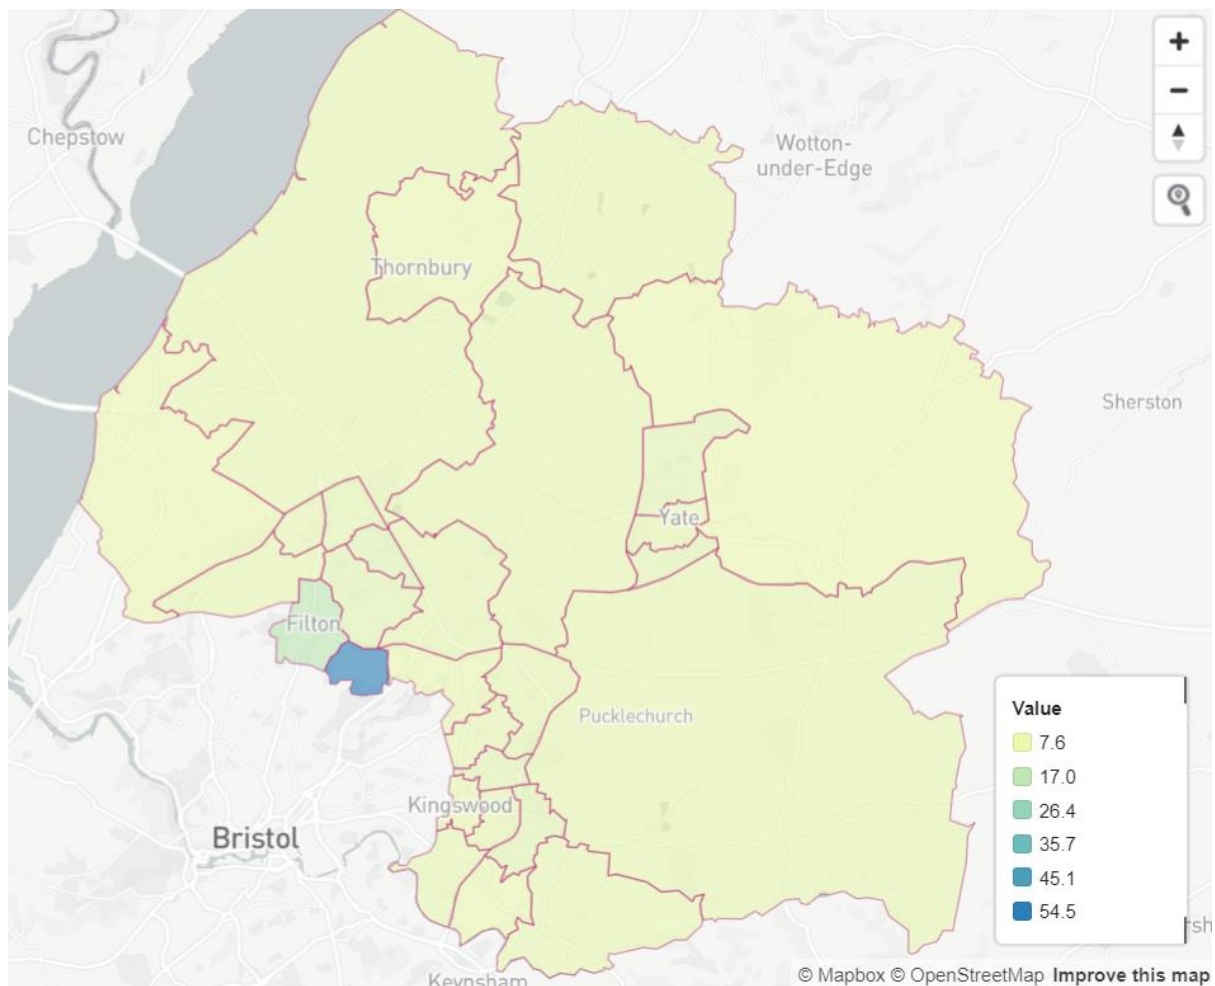 Chepstow
Wotton-
under-Edge
Thornbury
Sherston
Yate
Filton
Pucklechurch
Kingswood
Bristol
Keynsham
Value
7.6
17.0
26.4
35.7
45.1
54.5
© Mapbox © OpenStreetMap Improve this map